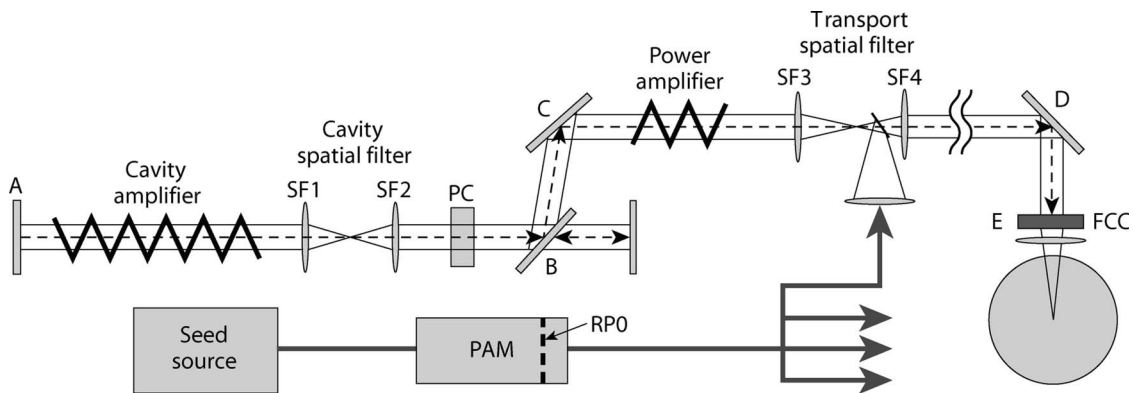 Transport
spatial filter
Power
amplifier
SF3
SF4
C
D
Cavity
spatial filter
Cavity
amplifier
A
SF1
SF2
PC
B
E
FCC
RP0
Seed
source
PAM